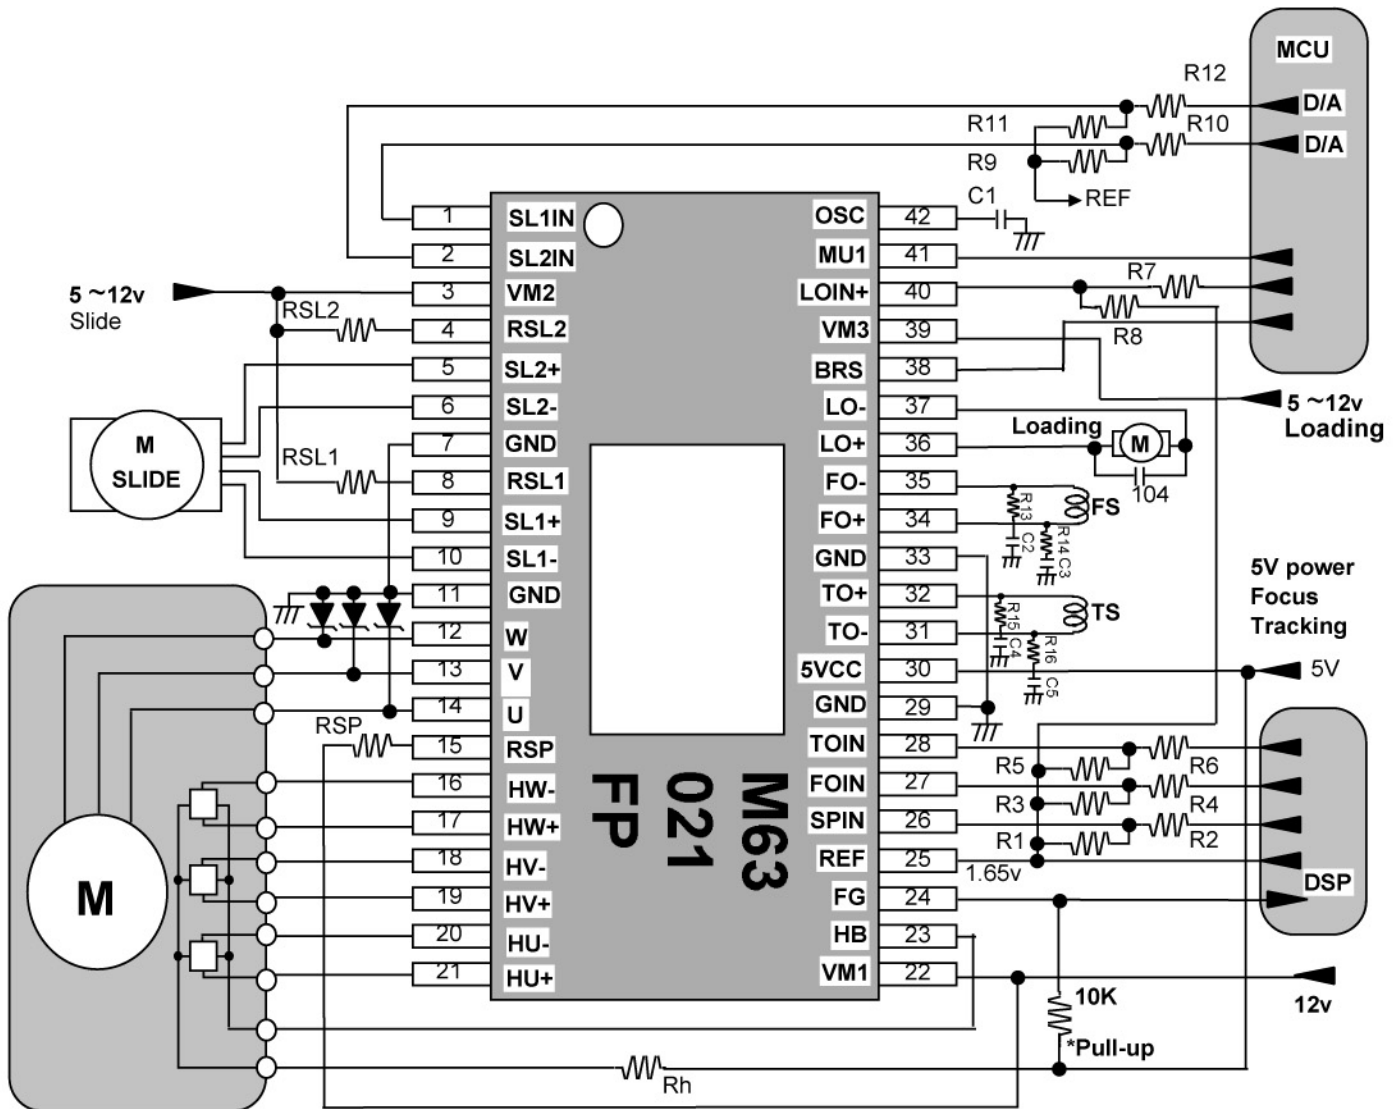 MCU
R12
D/A
R11
R10
D/A
R9
REF
C1
1 SL1IN
2 SL2IN
3 VM2
4 RSL2
5 SL2+
6 SL2-
7 GND
8 RSL1
9 SL1+
10 SL1-
11 GND
12 W
13 V
14 U
15 RSP
16 HW-
17 HW+
18 HV-
19 HV+
20 HU-
21 HU+
OSC 42
MU1 41
LOIN+ 40
VM3 39
BRS 38
LO- 37
LO+ 36
FO- 35
FO+ 34
GND 33
TO+ 32
TO- 31
5VCC 30
GND 29
TOIN 28
FOIN 27
SPIN 26
REF 25
FG 24
HB 23
VM1 22
M63
021
FP
5 ~12v
Slide
RSL2
M
SLIDE
RSL1
RSP
M
R7
R8
5 ~12v
Loading
Loading
M
104
R13
C2
FS
R14
C3
R15
C4
TS
R16
C5
5V power
Focus
Tracking
5V
R5
R6
R3
R4
R1
R2
1.65v
DSP
12v
10K
*Pull-up
Rh